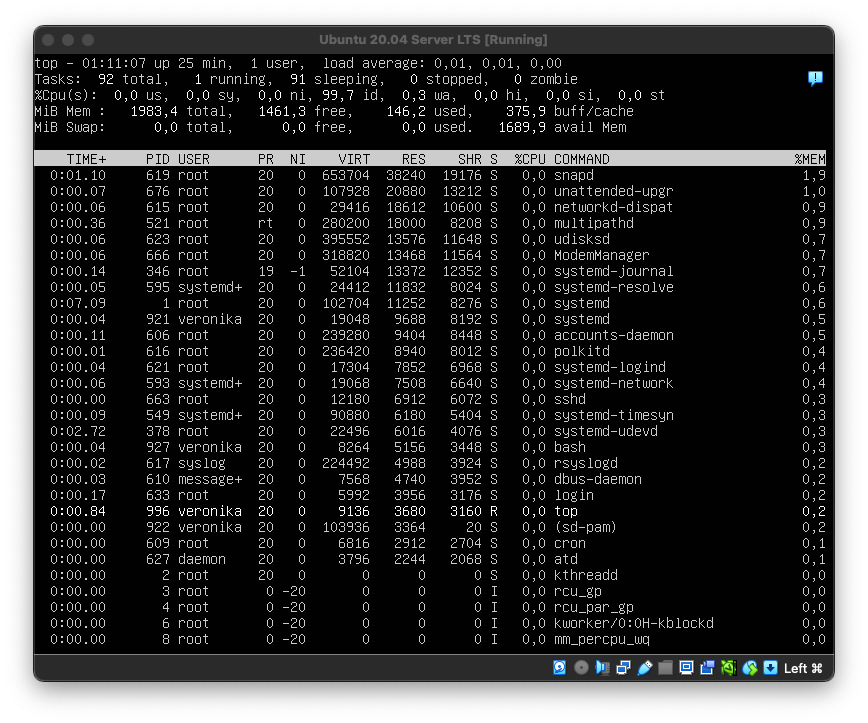 Ubuntu 20.04 Server LTS [Running]
top - 01:11:07 up 25 min,  1 user,  load average: 0,01, 0,01, 0,00
Tasks:  92 total,   1 running,  91 sleeping,   0 stopped,   0 zombie
%Cpu(s):  0,0 us,  0,0 sy,  0,0 ni, 99,7 id,  0,3 wa,  0,0 hi,  0,0 si,  0,0 st
MiB Mem :   1983,4 total,   1461,3 free,    146,2 used,    375,9 buff/cache
MiB Swap:      0,0 total,      0,0 free,      0,0 used.   1689,9 avail Mem
TIME+ PID USER PR NI VIRT RES SHR S %CPU COMMAND %MEM
0:01.10 619 root 20 0 653704 38240 19176 S 0,0 snapd 1,9
0:00.07 676 root 20 0 107928 20880 13212 S 0,0 unattended-upgr 1,0
0:00.06 615 root 20 0 29416 18612 10600 S 0,0 networkd-dispat 0,9
0:00.36 521 root rt 0 280200 18000 8208 S 0,0 multipathd 0,9
0:00.06 623 root 20 0 395552 13576 11648 S 0,0 udisksd 0,7
0:00.06 666 root 20 0 318820 13468 11564 S 0,0 ModemManager 0,7
0:00.14 346 root 19 -1 52104 13372 12352 S 0,0 systemd-journal 0,7
0:00.05 595 systemd+ 20 0 24412 11832 8024 S 0,0 systemd-resolve 0,6
0:07.09 1 root 20 0 102704 11252 8276 S 0,0 systemd 0,6
0:00.04 921 veronika 20 0 19048 9688 8192 S 0,0 systemd 0,5
0:00.11 606 root 20 0 239280 9404 8448 S 0,0 accounts-daemon 0,5
0:00.01 616 root 20 0 236420 8940 8012 S 0,0 polkitd 0,4
0:00.04 621 root 20 0 17304 7852 6968 S 0,0 systemd-logind 0,4
0:00.06 593 systemd+ 20 0 19068 7508 6640 S 0,0 systemd-network 0,4
0:00.00 663 root 20 0 12180 6912 6072 S 0,0 sshd 0,3
0:00.09 549 systemd+ 20 0 90880 6180 5404 S 0,0 systemd-timesyn 0,3
0:02.72 378 root 20 0 22496 6016 4076 S 0,0 systemd-udevd 0,3
0:00.04 927 veronika 20 0 8264 5156 3448 S 0,0 bash 0,3
0:00.02 617 syslog 20 0 224492 4988 3924 S 0,0 rsyslogd 0,2
0:00.03 610 message+ 20 0 7568 4740 3952 S 0,0 dbus-daemon 0,2
0:00.17 633 root 20 0 5992 3956 3176 S 0,0 login 0,2
0:00.84 996 veronika 20 0 9136 3680 3160 R 0,0 top 0,2
0:00.00 922 veronika 20 0 103936 3364 20 S 0,0 (sd-pam) 0,2
0:00.00 609 root 20 0 6816 2912 2704 S 0,0 cron 0,1
0:00.00 627 daemon 20 0 3796 2244 2068 S 0,0 atd 0,1
0:00.00 2 root 20 0 0 0 0 S 0,0 kthreadd 0,0
0:00.00 3 root 0 -20 0 0 0 I 0,0 rcu_gp 0,0
0:00.00 4 root 0 -20 0 0 0 I 0,0 rcu_par_gp 0,0
0:00.00 6 root 0 -20 0 0 0 I 0,0 kworker/0:0H-kblockd 0,0
0:00.00 8 root 0 -20 0 0 0 I 0,0 mm_percpu_wq 0,0
Left ⌘